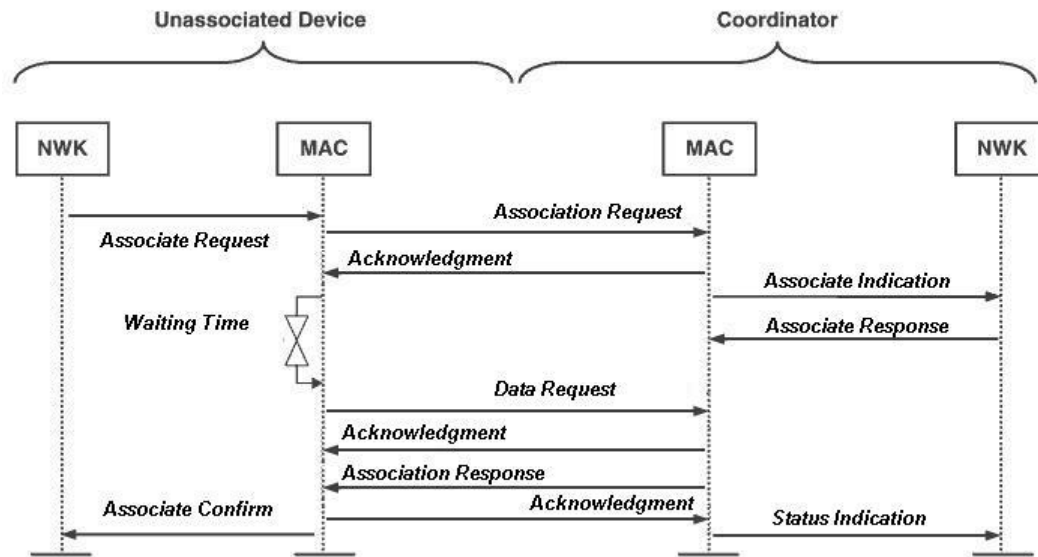 Unassociated Device
Coordinator
NWK
MAC
MAC
NWK
Associate Request
Association Request
Acknowledgment
Associate Indication
Waiting Time
Associate Response
Data Request
Acknowledgment
Association Response
Associate Confirm
Acknowledgment
Status Indication